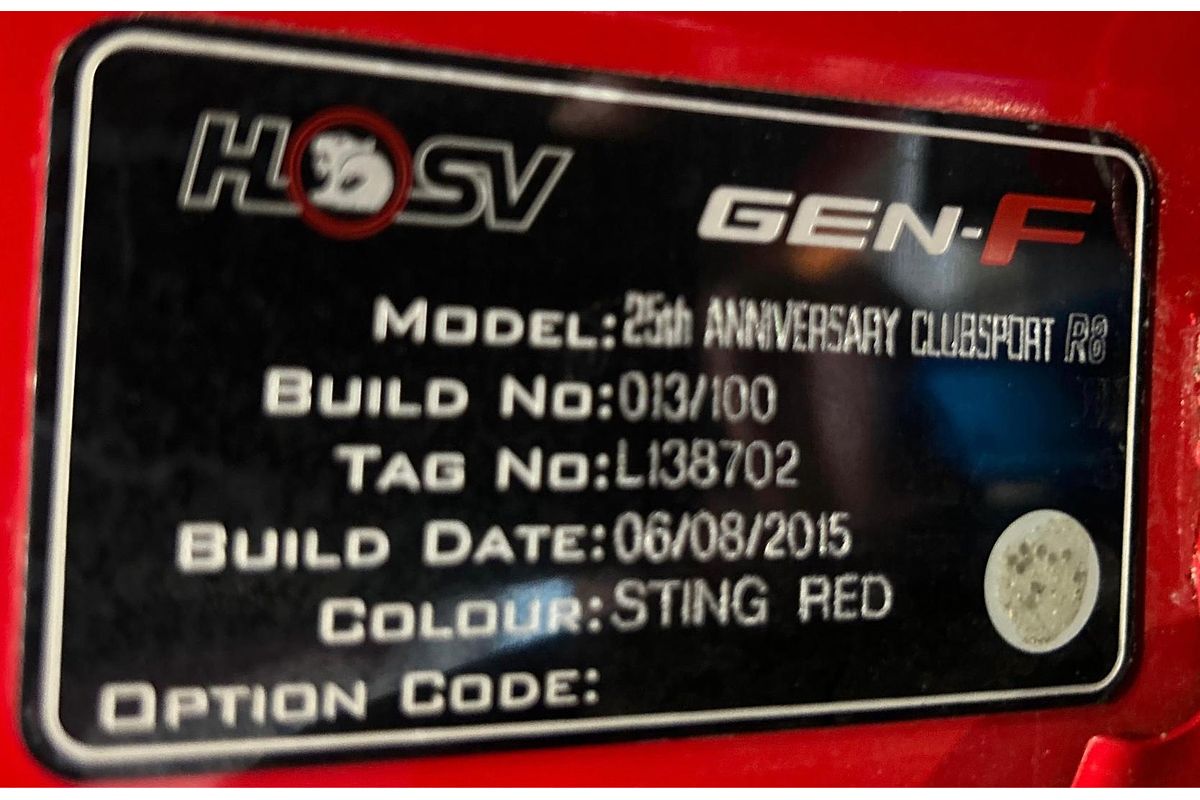 HSV GEN-F
MODEL: 25th ANNIVERSARY CLUBSPORT R8
BUILD NO: 013/100
TAG NO: L138702
BUILD DATE: 06/08/2015
COLOUR: STING RED
OPTION CODE: